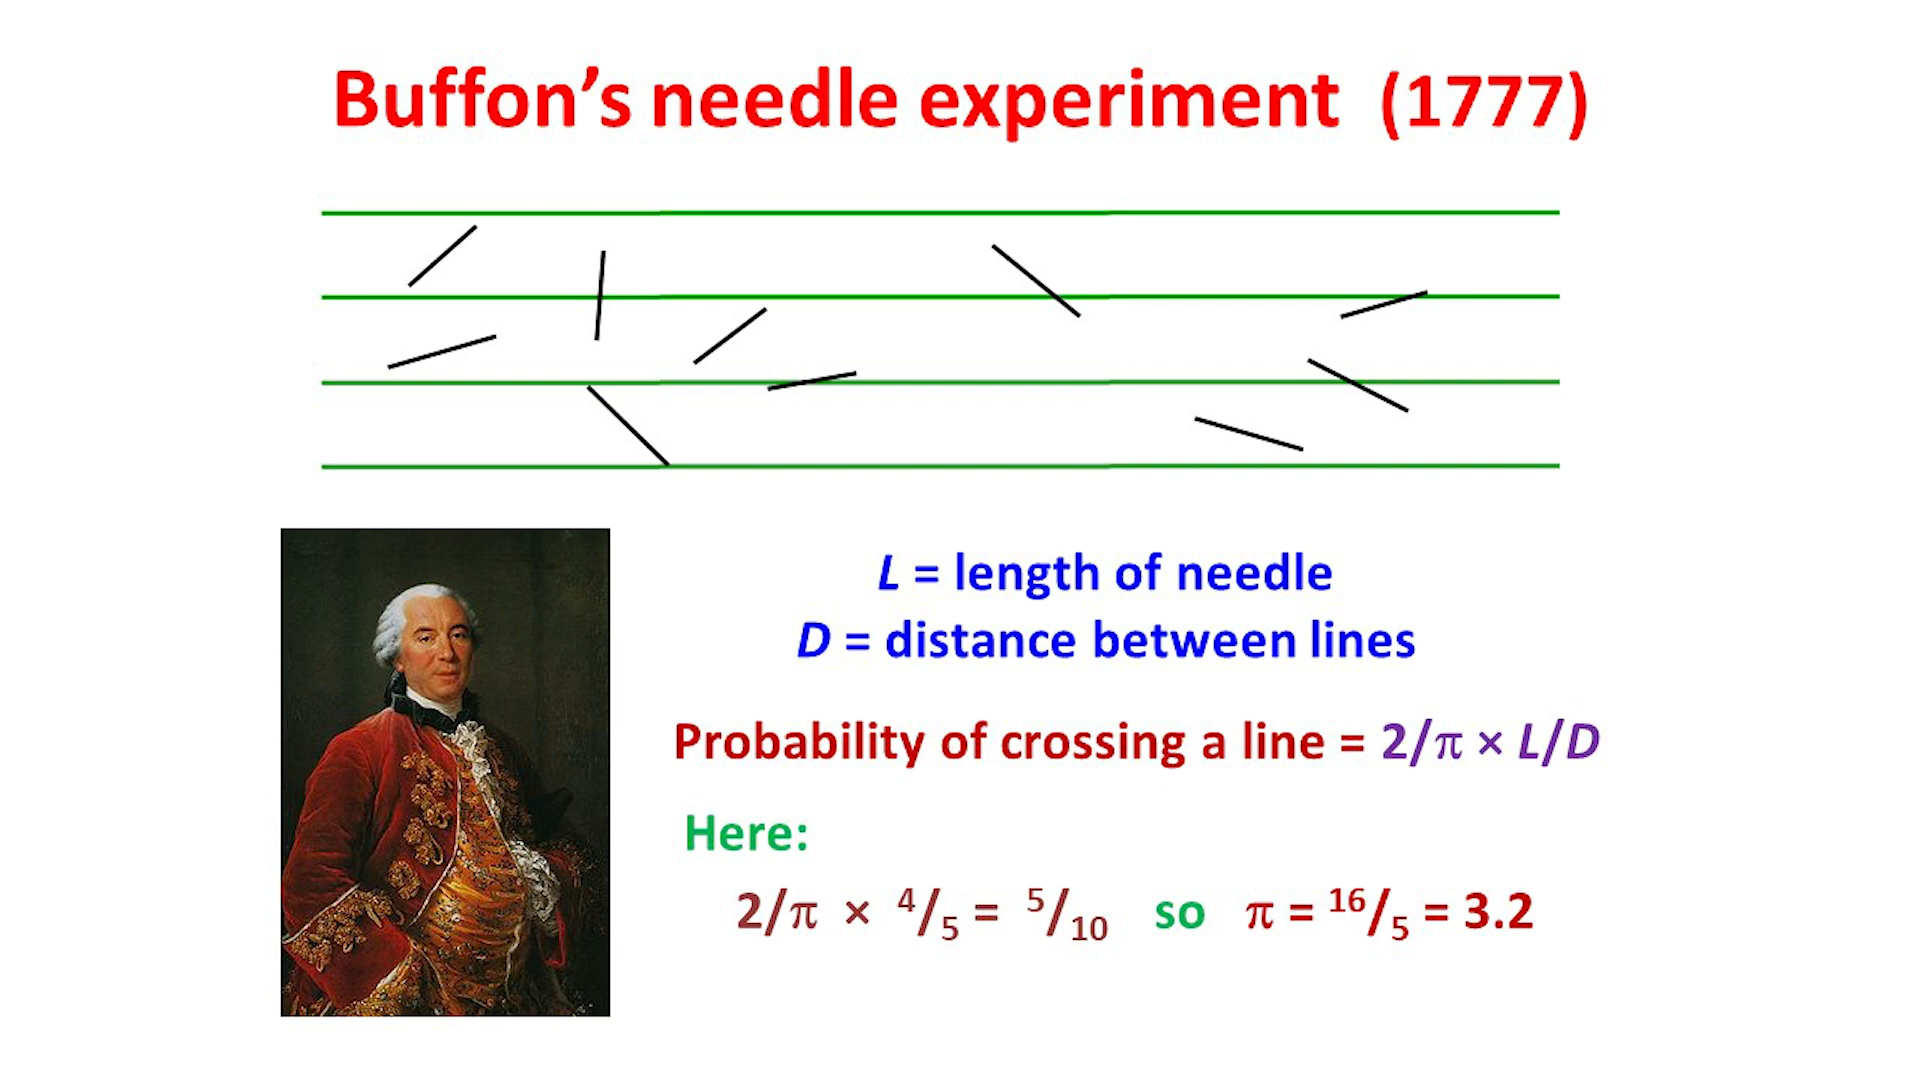 Buffon’s needle experiment (1777)
L = length of needle
D = distance between lines
Probability of crossing a line = 2/π × L/D
Here:
2/π × 4/5 = 5/10 so π = 16/5 = 3.2